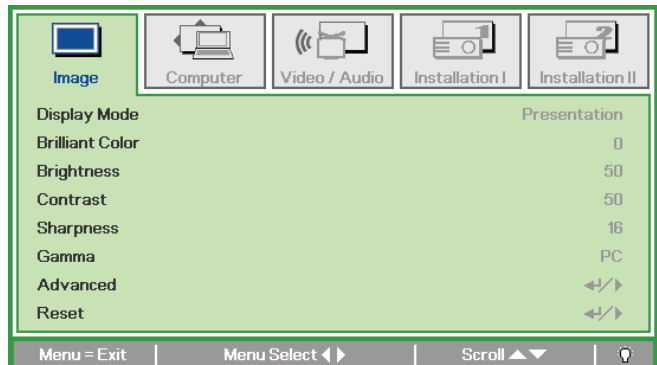 Image Computer Video / Audio Installation I Installation II
Display Mode Presentation
Brilliant Color 0
Brightness 50
Contrast 50
Sharpness 16
Gamma PC
Advanced
Reset
Menu = Exit Menu Select Scroll